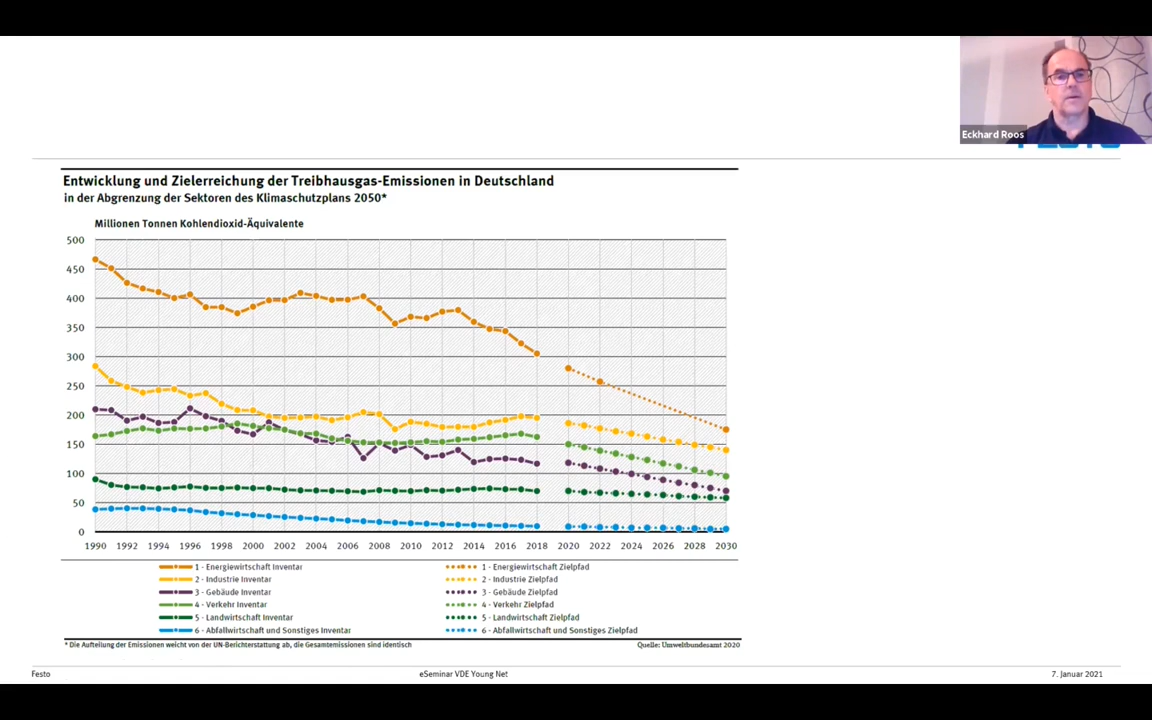 Eckhard Roos
Entwicklung und Zielerreichung der Treibhausgas-Emissionen in Deutschland
in der Abgrenzung der Sektoren des Klimaschutzplans 2050*
Millionen Tonnen Kohlendioxid-Äquivalente
500
450
400
350
300
250
200
150
100
50
0
1990 1992 1994 1996 1998 2000 2002 2004 2006 2008 2010 2012 2014 2016 2018 2020 2022 2024 2026 2028 2030
1 - Energiewirtschaft Inventar 1 - Energiewirtschaft Zielpfad
2 - Industrie Inventar 2 - Industrie Zielpfad
3 - Gebäude Inventar 3 - Gebäude Zielpfad
4 - Verkehr Inventar 4 - Verkehr Zielpfad
5 - Landwirtschaft Inventar 5 - Landwirtschaft Zielpfad
6 - Abfallwirtschaft und Sonstiges Inventar 6 - Abfallwirtschaft und Sonstiges Zielpfad
* Die Aufteilung der Emissionen weicht von der UN-Berichterstattung ab, die Gesamtemissionen sind identisch Quelle: Umweltbundesamt 2020
Festo eSeminar VDE Young Net 7. Januar 2021